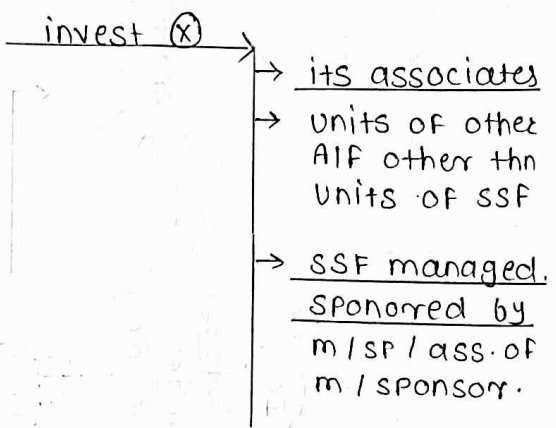 invest ⓧ
→ its associates
→ units of other
AIF other thn
units of SSF
→ SSF managed.
sponorred by
m / sp / ass. of
m / sponsor.